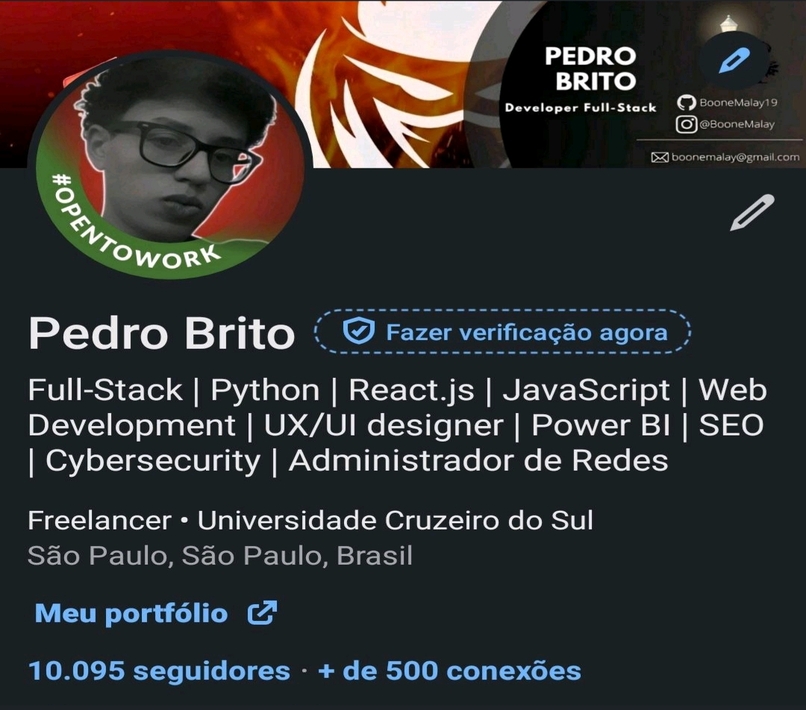 PEDRO
BRITO
Developer Full-Stack
BooneMalay19
@BooneMalay
boonemalay@gmail.com
#OPENTOWORK
Pedro Brito
Fazer verificação agora
Full-Stack | Python | React.js | JavaScript | Web
Development | UX/UI designer | Power BI | SEO
| Cybersecurity | Administrador de Redes
Freelancer • Universidade Cruzeiro do Sul
São Paulo, São Paulo, Brasil
Meu portfólio
10.095 seguidores · + de 500 conexões